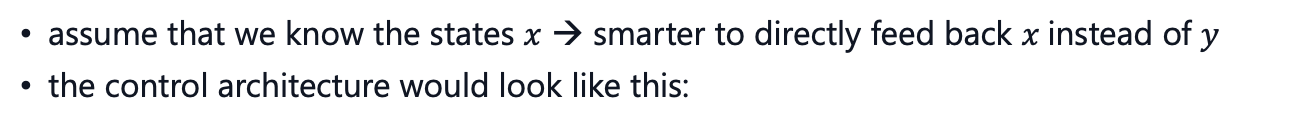 • assume that we know the states x → smarter to directly feed back x instead of y
• the control architecture would look like this: